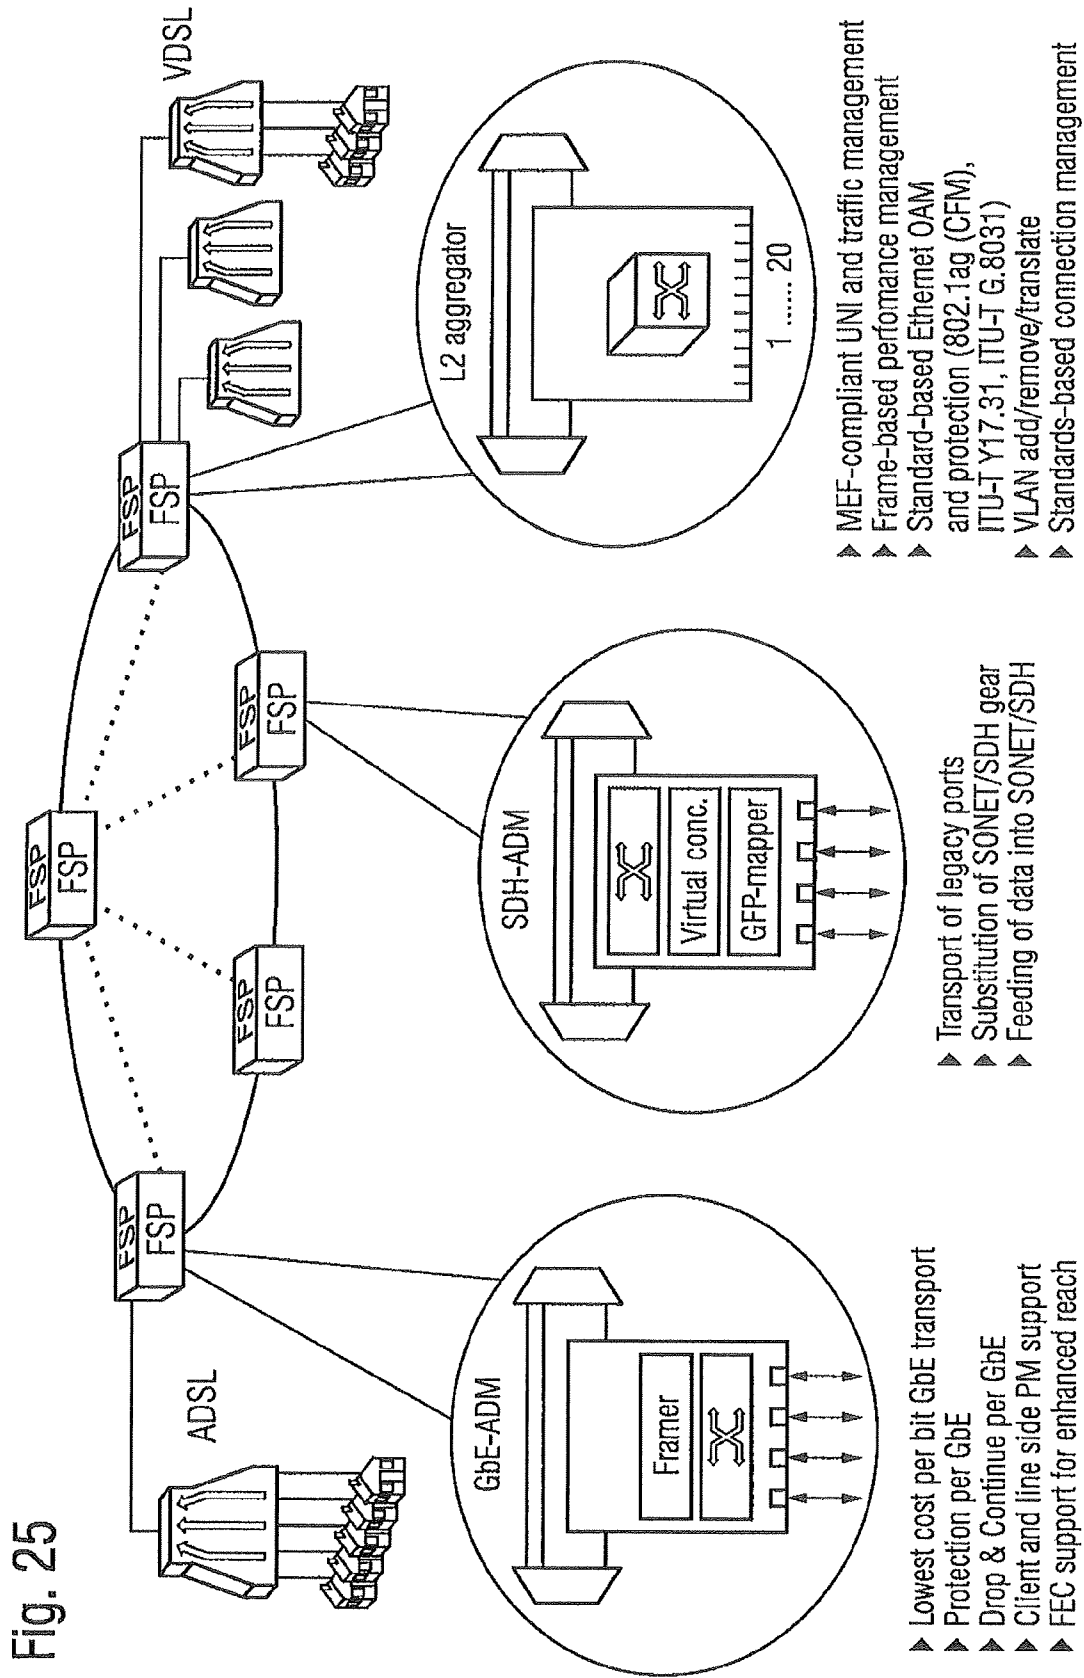 Fig. 25
ADSL
VDSL
FSP
FSP
FSP
FSP
FSP
FSP
FSP
FSP
FSP
FSP
GbE-ADM
Framer
SDH-ADM
Virtual conc.
GFP-mapper
L2 aggregator
1 ...... 20
Lowest cost per bit GbE transport
Protection per GbE
Drop & Continue per GbE
Client and line side PM support
FEC support for enhanced reach
Transport of legacy ports
Substitution of SONET/SDH gear
Feeding of data into SONET/SDH
MEF-compliant UNI and traffic management
Frame-based perfomance management
Standard-based Ethernet OAM
and protection (802.1ag (CFM),
ITU-T Y17.31, ITU-T G.8031)
VLAN add/remove/translate
Standards-based connection management